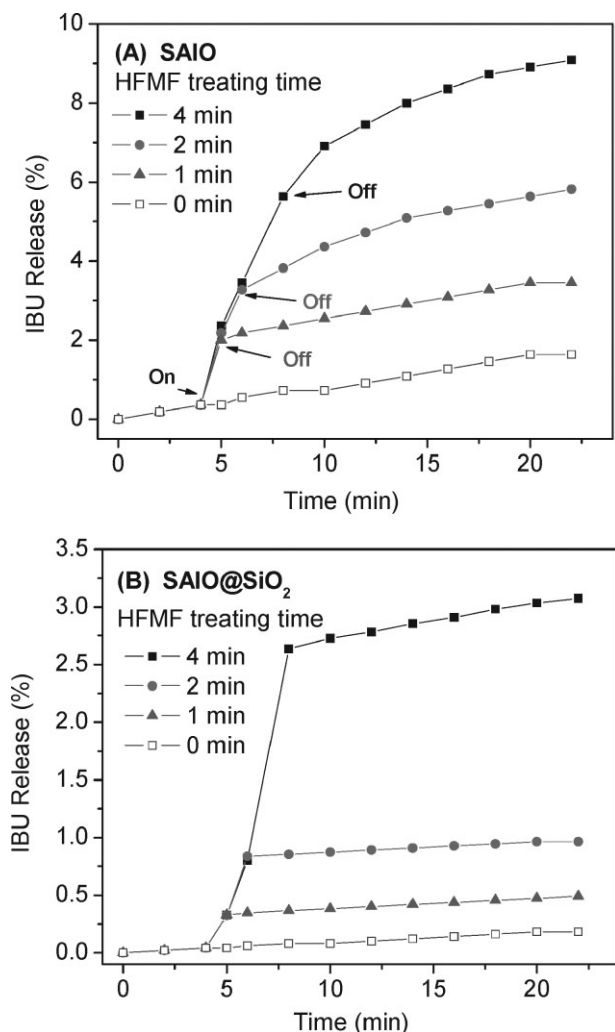 (A) SAIO
HFMF treating time
4 min
2 min
1 min
0 min
Off
Off
Off
On
10
8
6
4
2
0
IBU Release (%)
0 5 10 15 20
Time (min)
(B) SAIO@SiO₂
HFMF treating time
4 min
2 min
1 min
0 min
3.5
3.0
2.5
2.0
1.5
1.0
0.5
0.0
IBU Release (%)
0 5 10 15 20
Time (min)